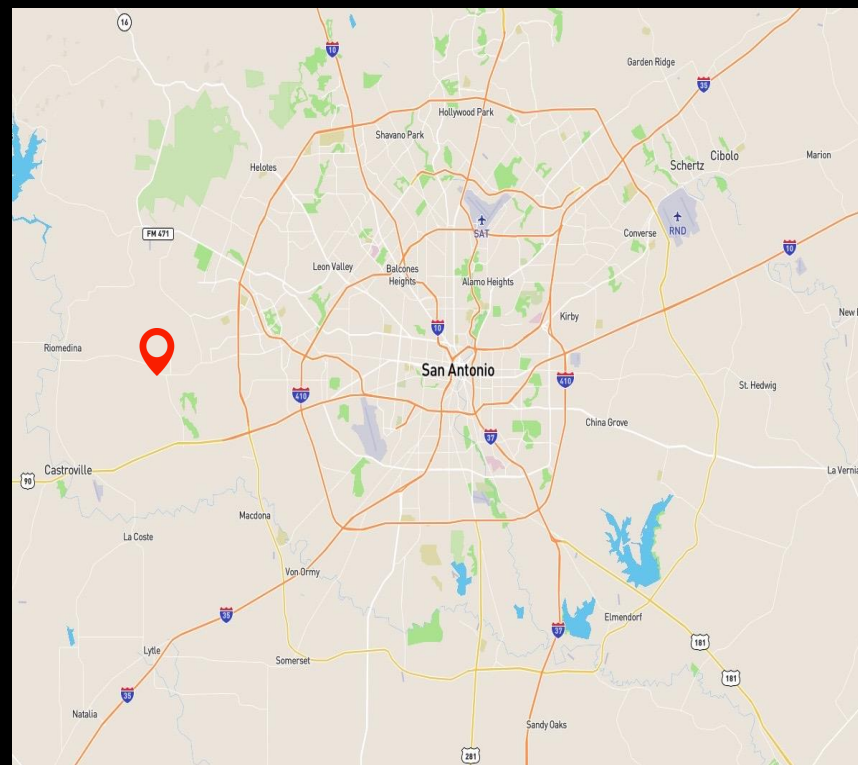 16
10
Garden Ridge
35
Hollywood Park
Shavano Park
Cibolo
Schertz
Marion
Helotes
SAT
RND
FM 471
Converse
10
Leon Valley
Balcones
Heights
Alamo Heights
New
Kirby
10
Riomedina
San Antonio
410
410
St. Hedwig
China Grove
37
Castroville
La Vernia
90
Macdona
La Coste
Von Ormy
35
Elmendorf
37
181
Lytle
Somerset
181
35
Natalia
Sandy Oaks
281